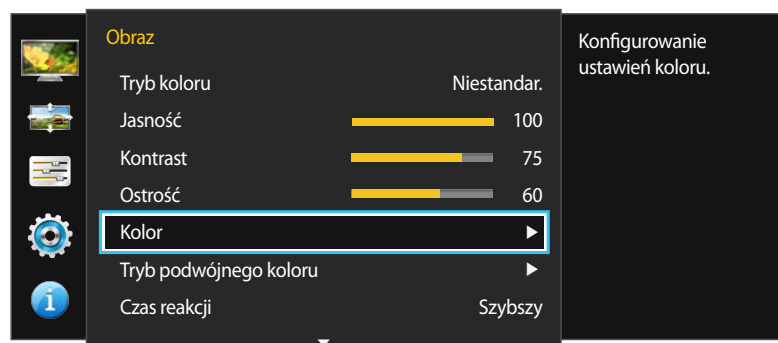 Obraz
Tryb koloru Niestandar.
Jasność 100
Kontrast 75
Ostrość 60
Kolor
Tryb podwójnego koloru
Czas reakcji Szybszy
Konfigurowanie
ustawień koloru.